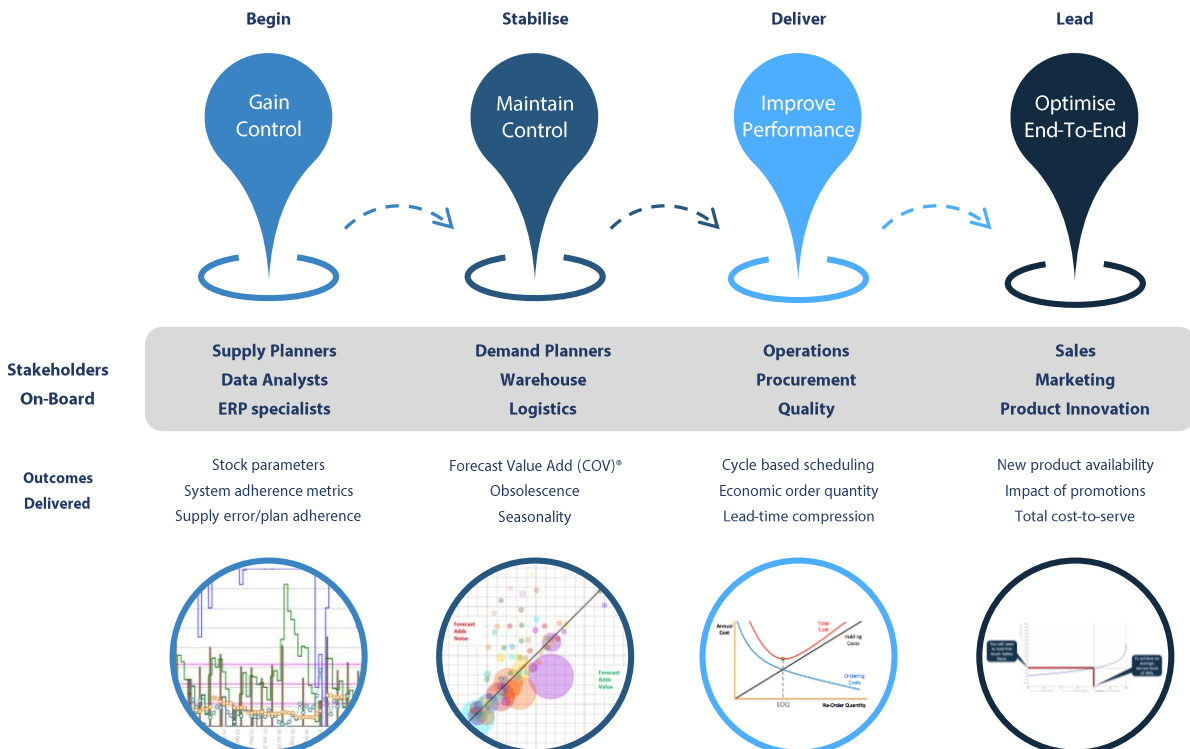 Begin
Stabilise
Deliver
Lead
Gain
Control
Maintain
Control
Improve
Performance
Optimise
End-To-End
Stakeholders
On-Board
Supply Planners
Data Analysts
ERP specialists
Demand Planners
Warehouse
Logistics
Operations
Procurement
Quality
Sales
Marketing
Product Innovation
Outcomes
Delivered
Stock parameters
System adherence metrics
Supply error/plan adherence
Forecast Value Add (COV)®
Obsolescence
Seasonality
Cycle based scheduling
Economic order quantity
Lead-time compression
New product availability
Impact of promotions
Total cost-to-serve
Forecast
Adds
Noise
Forecast
Adds
Value
Annual
Cost
Total
Cost
Holding
Costs
Ordering
Costs
EOQ
Re-Order Quantity